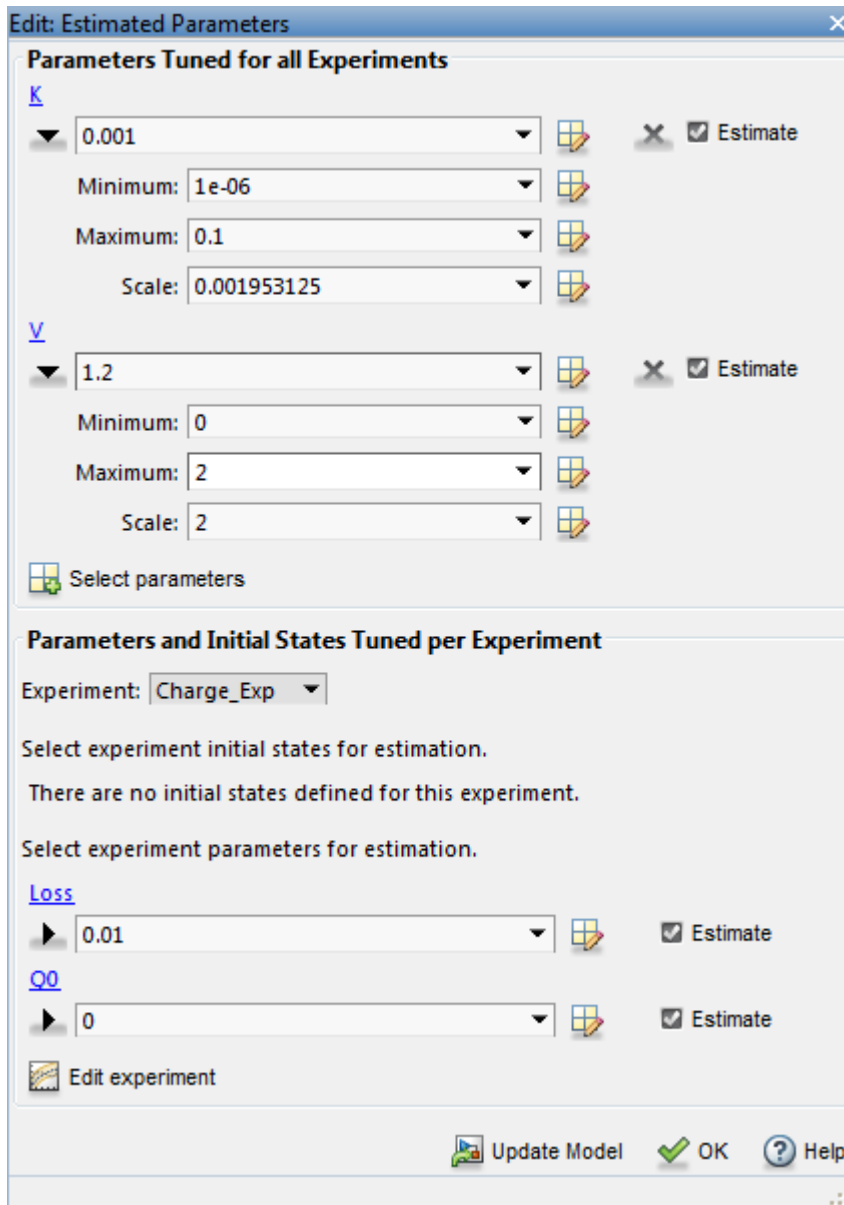 Edit: Estimated Parameters
Parameters Tuned for all Experiments
K
0.001 Estimate
Minimum: 1e-06
Maximum: 0.1
Scale: 0.001953125
V
1.2 Estimate
Minimum: 0
Maximum: 2
Scale: 2
Select parameters
Parameters and Initial States Tuned per Experiment
Experiment: Charge_Exp
Select experiment initial states for estimation.
There are no initial states defined for this experiment.
Select experiment parameters for estimation.
Loss
0.01 Estimate
Q0
0 Estimate
Edit experiment
Update Model OK Help